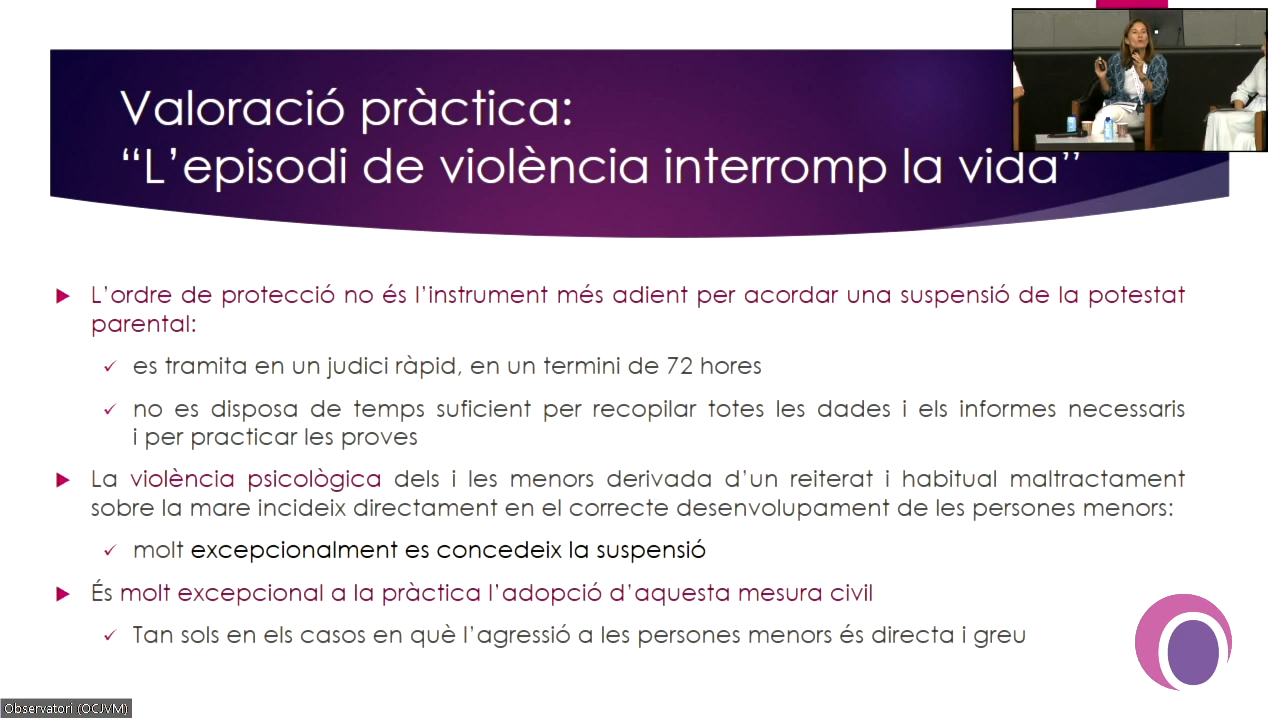 Valoració pràctica:
“L’episodi de violència interromp la vida”
L’ordre de protecció no és l’instrument més adient per acordar una suspensió de la potestat
parental:
es tramita en un judici ràpid, en un termini de 72 hores
no es disposa de temps suficient per recopilar totes les dades i els informes necessaris
i per practicar les proves
La violència psicològica dels i les menors derivada d’un reiterat i habitual maltractament
sobre la mare incideix directament en el correcte desenvolupament de les persones menors:
molt excepcionalment es concedeix la suspensió
És molt excepcional a la pràctica l’adopció d’aquesta mesura civil
Tan sols en els casos en què l’agressió a les persones menors és directa i greu
Observatori (OCJVM)